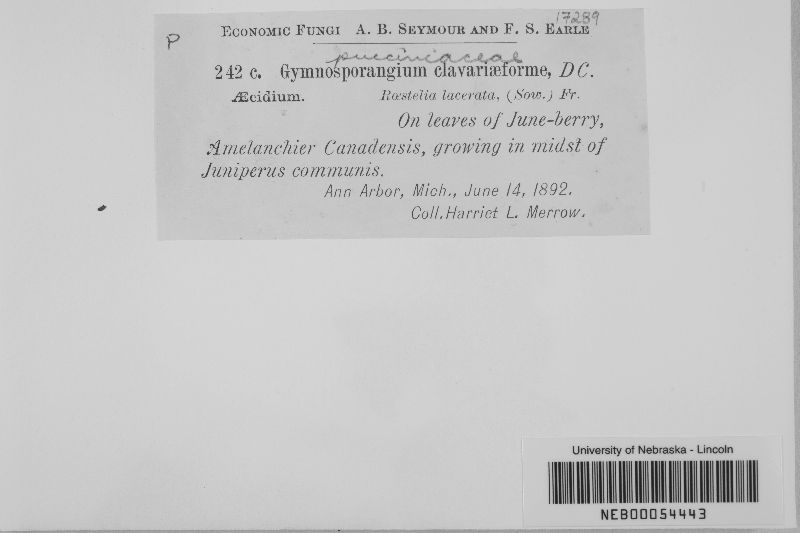 17289
P
Economic Fungi A. B. Seymour and F. S. Earle
pucciniaceae
242 c. Gymnosporangium clavariæforme, DC.
Æcidium. Rœstelia lacerata, (Sow.) Fr.
On leaves of June-berry,
Amelanchier Canadensis, growing in midst of
Juniperus communis.
Ann Arbor, Mich., June 14, 1892.
Coll. Harriet L. Merrow.
University of Nebraska - Lincoln
NEB00054443